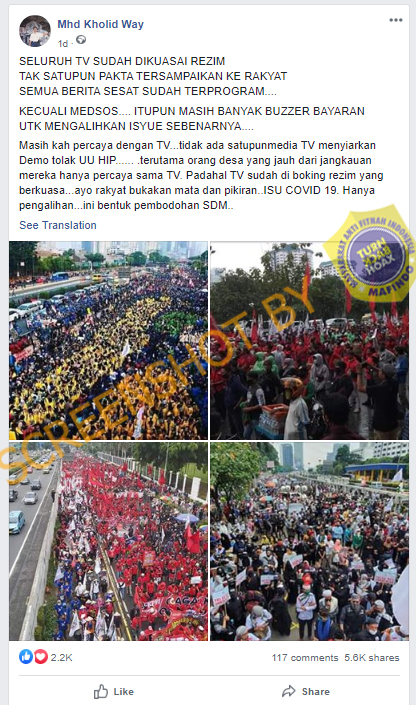 Mhd Kholid Way
1d ·
SELURUH TV SUDAH DIKUASAI REZIM
TAK SATUPUN PAKTA TERSAMPAIKAN KE RAKYAT
SEMUA BERITA SESAT SUDAH TERPROGRAM....
KECUALI MEDSOS.... ITUPUN MASIH BANYAK BUZZER BAYARAN
UTK MENGALIHKAN ISYUE SEBENARNYA....
Masih kah percaya dengan TV...tidak ada satupunmedia TV menyiarkan
Demo tolak UU HIP...... .terutama orang desa yang jauh dari jangkauan
mereka hanya percaya sama TV. Padahal TV sudah di boking rezim yang
berkuasa...ayo rakyat bukakan mata dan pikiran..ISU COVID 19. Hanya
pengalihan...ini bentuk pembodohan SDM..
See Translation
TURN BACK HOAX
SCREENSHOT BY
2.2K
117 comments 5.6K shares
Like
Share